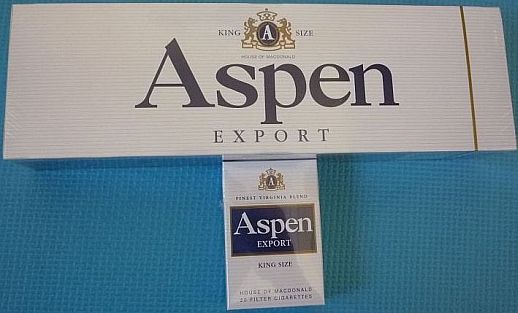 KING A SIZE
HOUSE OF MACDONALD
Aspen
EXPORT
A
FINEST VIRGINIA BLEND
Aspen
EXPORT
KING SIZE
HOUSE OF MACDONALD
20 FILTER CIGARETTES